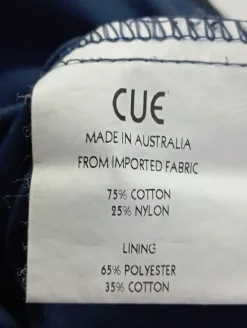 CUE
MADE IN AUSTRALIA
FROM IMPORTED FABRIC
75% COTTON
25% NYLON
LINING
65% POLYESTER
35% COTTON